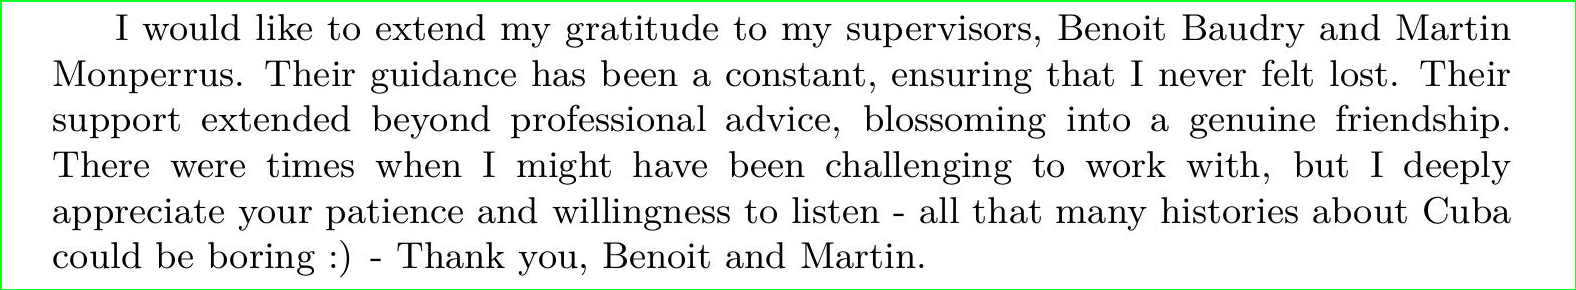 I would like to extend my gratitude to my supervisors, Benoit Baudry and Martin
Monperrus. Their guidance has been a constant, ensuring that I never felt lost. Their
support extended beyond professional advice, blossoming into a genuine friendship.
There were times when I might have been challenging to work with, but I deeply
appreciate your patience and willingness to listen - all that many histories about Cuba
could be boring :) - Thank you, Benoit and Martin.